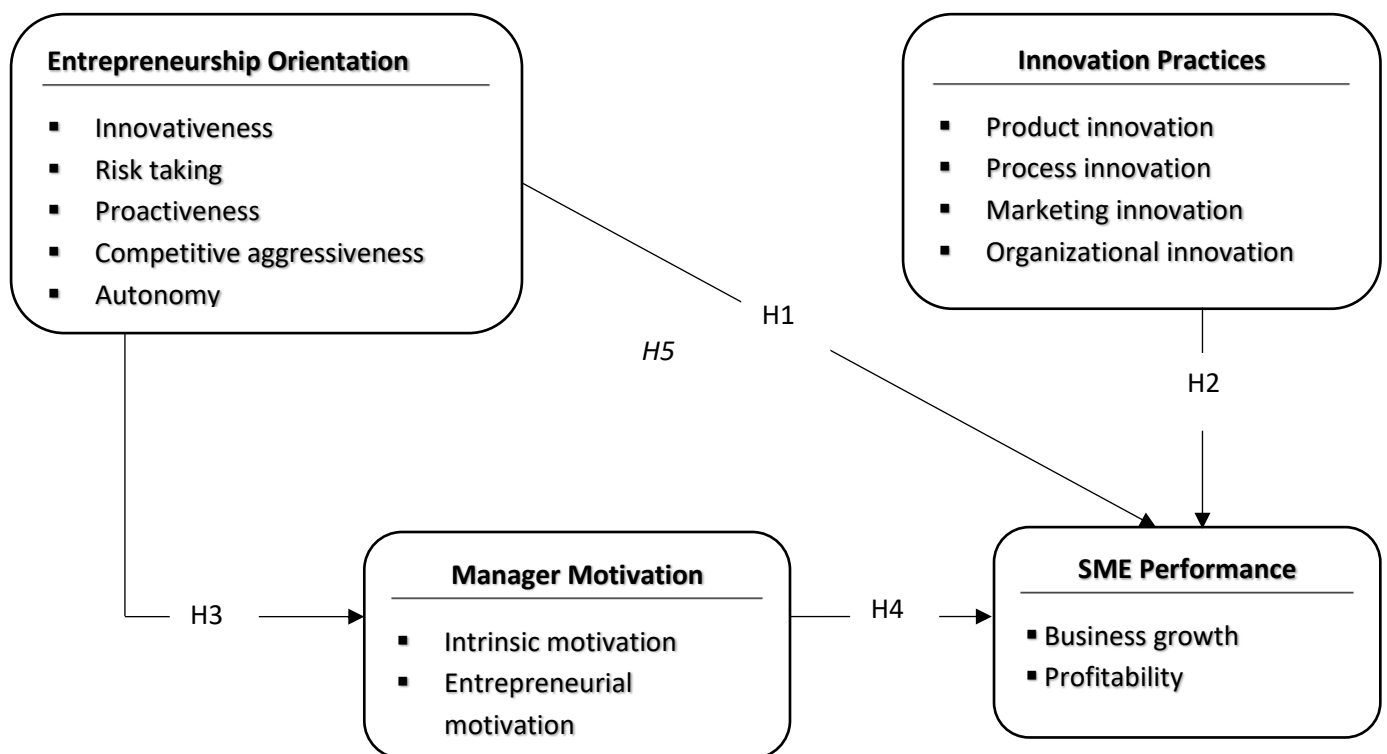 Entrepreneurship Orientation
▪ Innovativeness
▪ Risk taking
▪ Proactiveness
▪ Competitive aggressiveness
▪ Autonomy
Innovation Practices
▪ Product innovation
▪ Process innovation
▪ Marketing innovation
▪ Organizational innovation
H1
H5
H2
Manager Motivation
▪ Intrinsic motivation
▪ Entrepreneurial
motivation
SME Performance
▪ Business growth
▪ Profitability
H3
H4